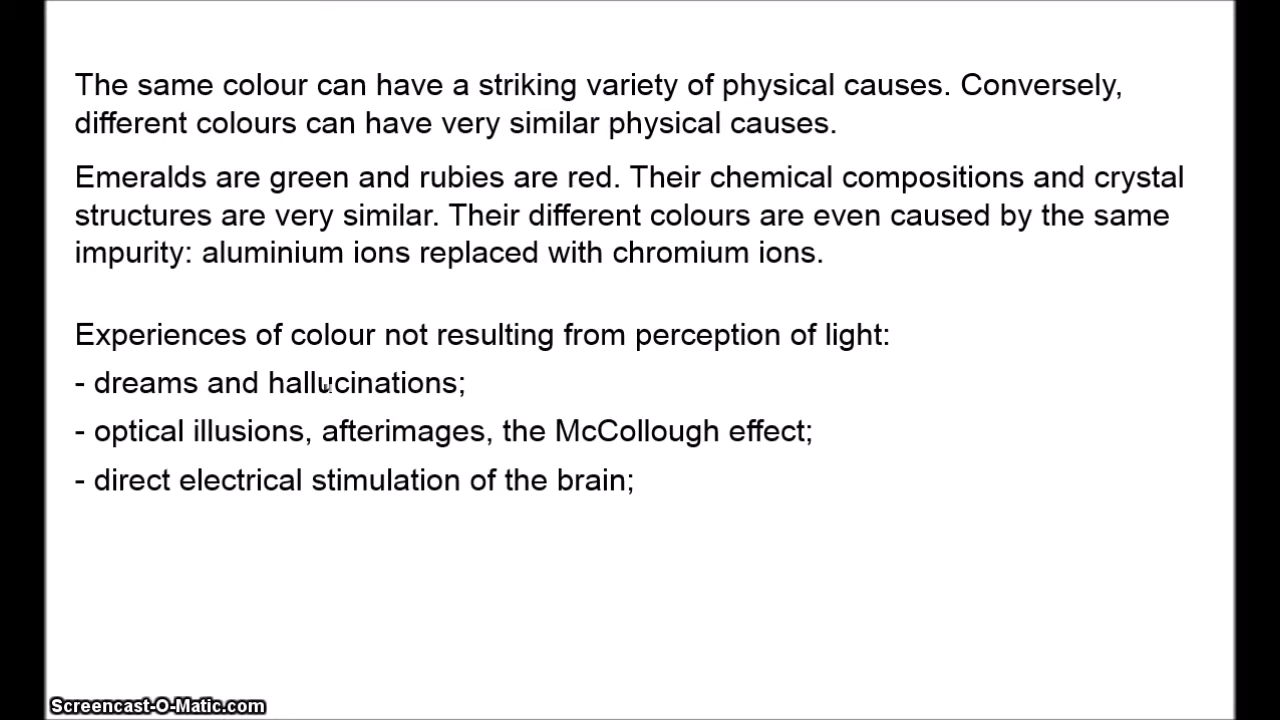 The same colour can have a striking variety of physical causes. Conversely,
different colours can have very similar physical causes.
Emeralds are green and rubies are red. Their chemical compositions and crystal
structures are very similar. Their different colours are even caused by the same
impurity: aluminium ions replaced with chromium ions.
Experiences of colour not resulting from perception of light:
- dreams and hallucinations;
- optical illusions, afterimages, the McCollough effect;
- direct electrical stimulation of the brain;
Screencast-O-Matic.com